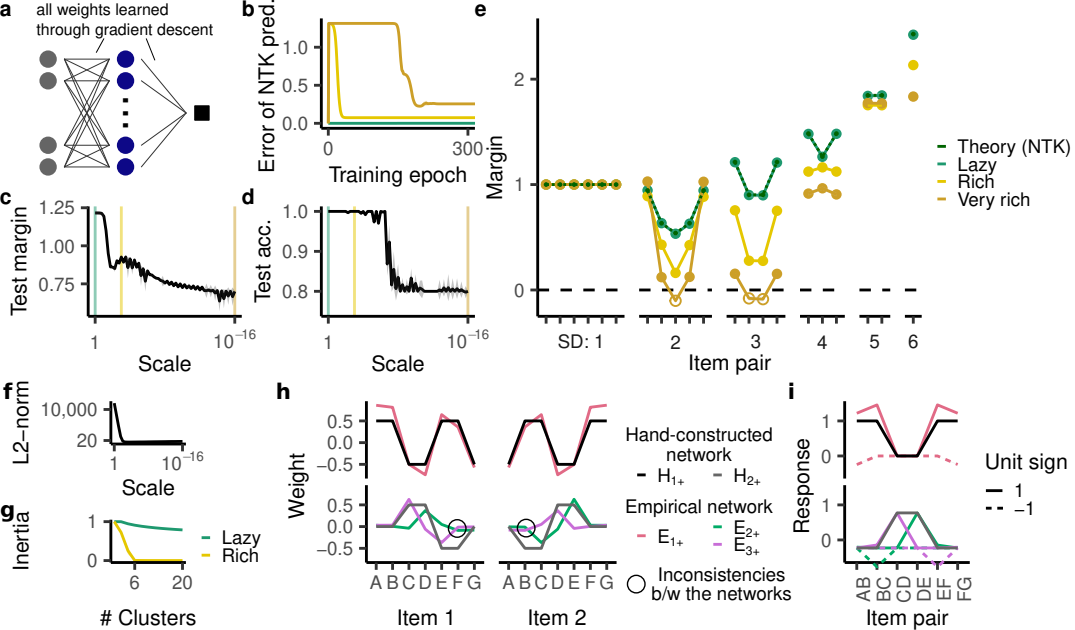 a
all weights learned
through gradient descent
b
Error of NTK pred.
1.0
0.5
0.0
0
300
Training epoch
c
Test margin
1.25
1.00
0.75
1
10⁻¹⁶
Scale
d
Test acc.
1.0
0.9
0.8
1
10⁻¹⁶
Scale
e
Margin
2
1
0
SD: 1
2
3
4
5
6
Item pair
Theory (NTK)
Lazy
Rich
Very rich
f
L2−norm
10,000
20
1
10⁻¹⁶
Scale
g
Inertia
1
0
6
20
# Clusters
Lazy
Rich
h
Weight
0.5
0.0
−0.5
0.5
0.0
−0.5
A B C D E F G
A B C D E F G
Item 1
Item 2
Hand−constructed
network
H₁₊
H₂₊
Empirical network
E₁₊
E₂₊
E₃₊
Inconsistencies
b/w the networks
i
Response
1
0
1
0
AB
BC
CD
DE
EF
FG
Item pair
Unit sign
1
−1